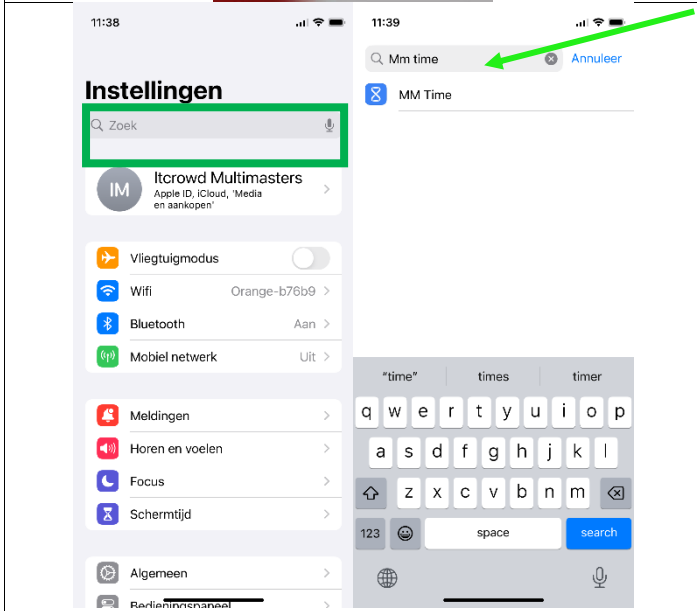 11:38
Instellingen
Zoek
IM
Itcrowd Multimasters
Apple ID, iCloud, 'Media
en aankopen'
Vliegtuigmodus
Wifi Orange-b76b9
Bluetooth Aan
Mobiel netwerk Uit
Meldingen
Horen en voelen
Focus
Schermtijd
Algemeen
Bedieningspaneel
11:39
Mm time Annuleer
MM Time
"time" times timer
q w e r t y u i o p
a s d f g h j k l
z x c v b n m
123 space search